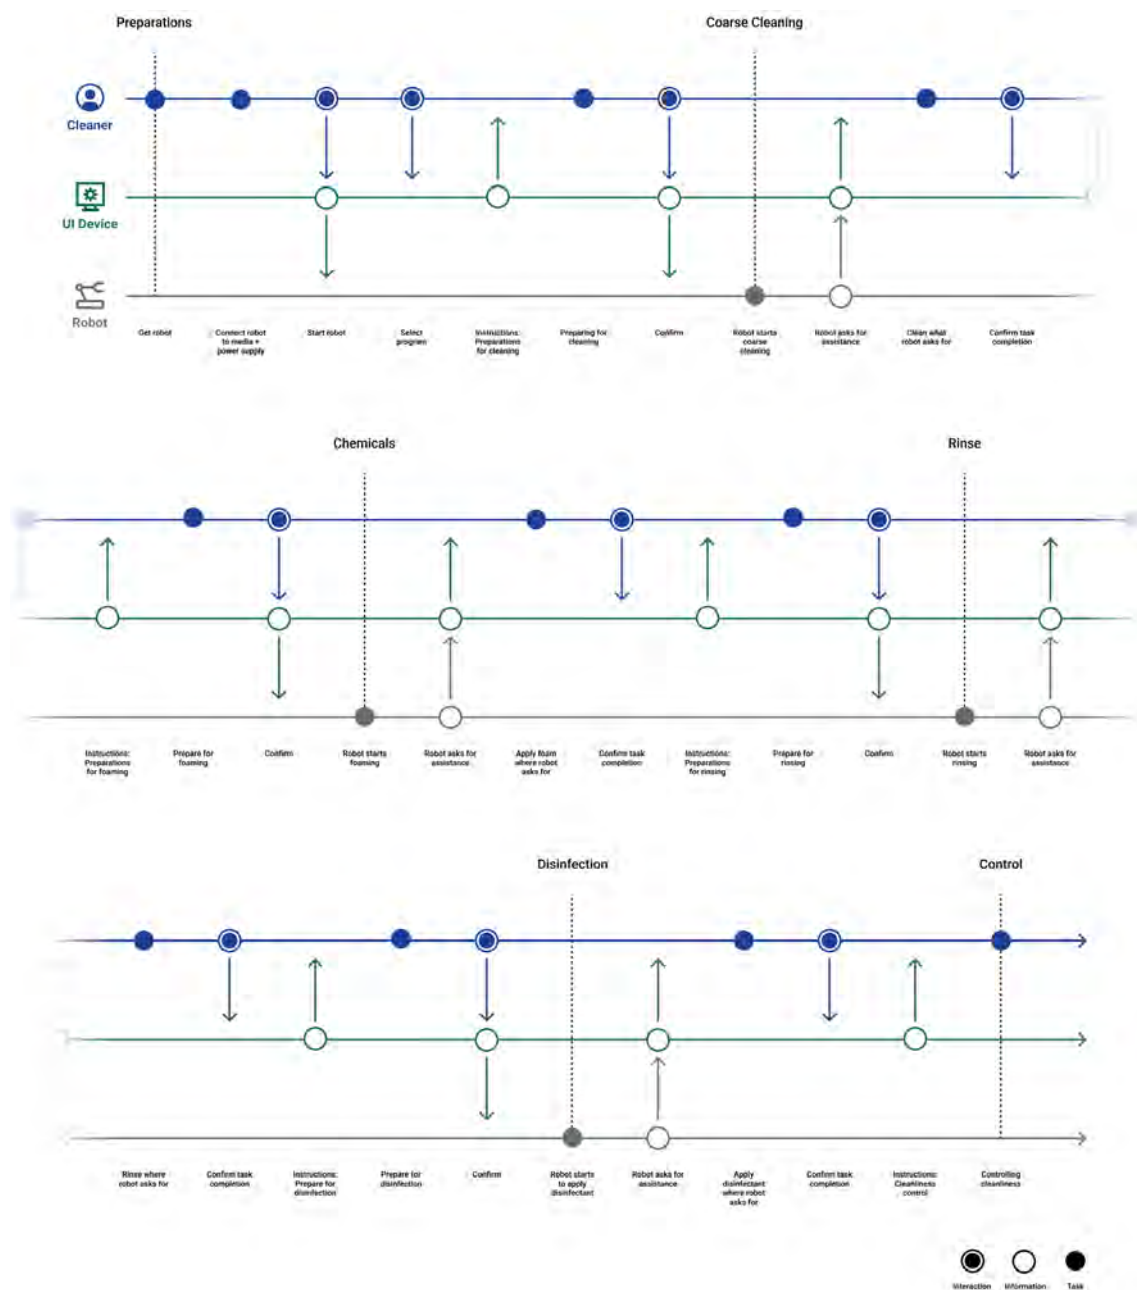 Preparations
Coarse Cleaning
Cleaner
UI Device
Robot
Get robot
Connect robot
to media +
power supply
Start robot
Select
program
Instructions:
Preparations
for cleaning
Preparing for
cleaning
Confirm
Robot starts
coarse
cleaning
Robot asks for
assistance
Clean what
robot asks for
Confirm task
completion
Chemicals
Rinse
Instructions:
Preparations
for foaming
Prepare for
foaming
Confirm
Robot starts
foaming
Robot asks for
assistance
Apply foam
where robot
asks for
Confirm task
completion
Instructions:
Preparations
for rinsing
Prepare for
rinsing
Confirm
Robot starts
rinsing
Robot asks for
assistance
Disinfection
Control
Rinse where
robot asks for
Confirm task
completion
Instructions:
Prepare for
disinfection
Prepare for
disinfection
Confirm
Robot starts
to apply
disinfectant
Robot asks for
assistance
Apply
disinfectant
where robot
asks for
Confirm task
completion
Instructions:
Cleanliness
control
Controlling
cleanliness
Interaction
Information
Task